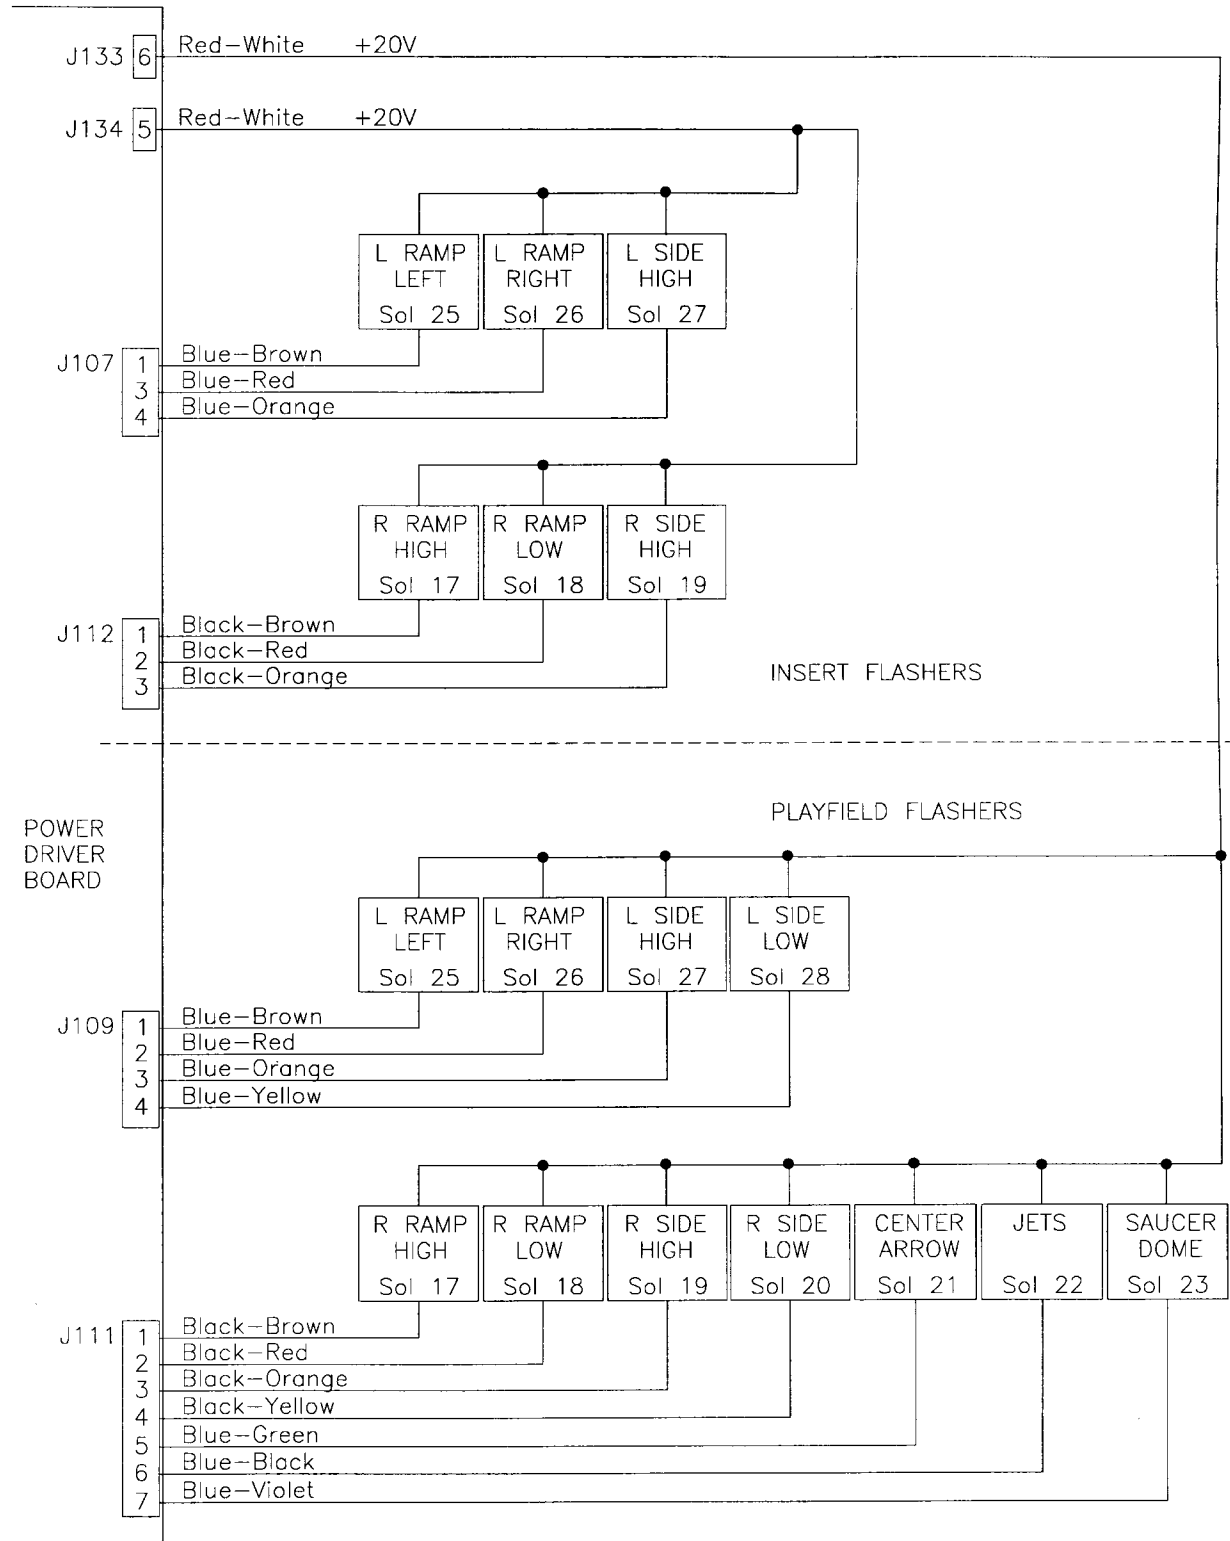 J133 6 Red-White +20V
J134 5 Red-White +20V
L RAMP LEFT Sol 25
L RAMP RIGHT Sol 26
L SIDE HIGH Sol 27
J107
1 Blue-Brown
3 Blue-Red
4 Blue-Orange
R RAMP HIGH Sol 17
R RAMP LOW Sol 18
R SIDE HIGH Sol 19
J112
1 Black-Brown
2 Black-Red
3 Black-Orange
INSERT FLASHERS
PLAYFIELD FLASHERS
POWER
DRIVER
BOARD
L RAMP LEFT Sol 25
L RAMP RIGHT Sol 26
L SIDE HIGH Sol 27
L SIDE LOW Sol 28
J109
1 Blue-Brown
2 Blue-Red
3 Blue-Orange
4 Blue-Yellow
R RAMP HIGH Sol 17
R RAMP LOW Sol 18
R SIDE HIGH Sol 19
R SIDE LOW Sol 20
CENTER ARROW Sol 21
JETS Sol 22
SAUCER DOME Sol 23
J111
1 Black-Brown
2 Black-Red
3 Black-Orange
4 Black-Yellow
5 Blue-Green
6 Blue-Black
7 Blue-Violet